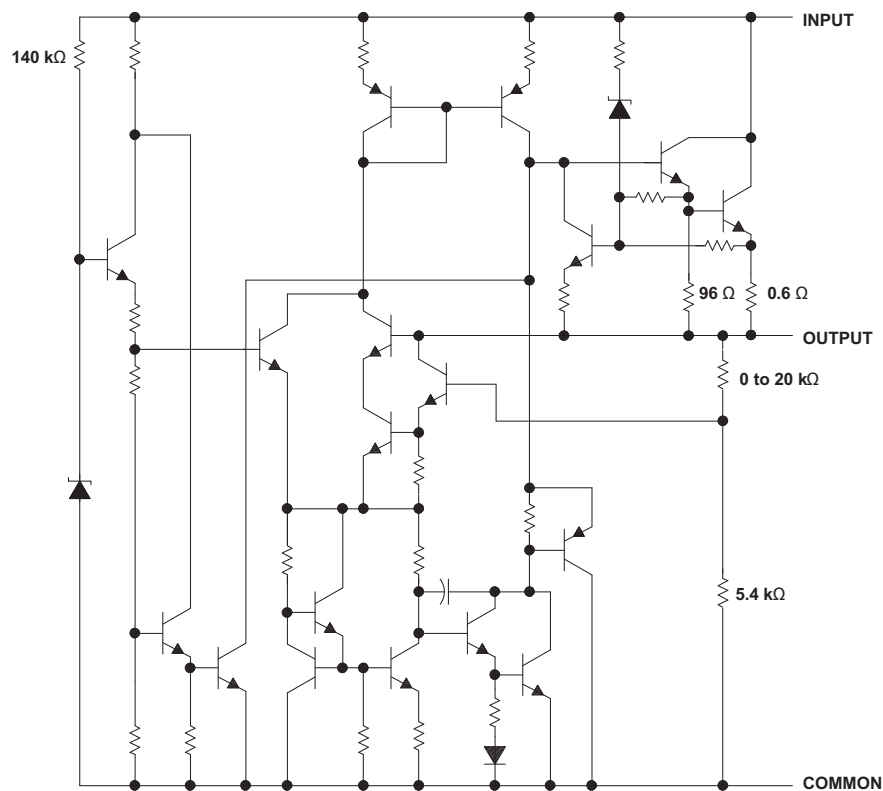 INPUT
140 kΩ
96 Ω
0.6 Ω
OUTPUT
0 to 20 kΩ
5.4 kΩ
COMMON